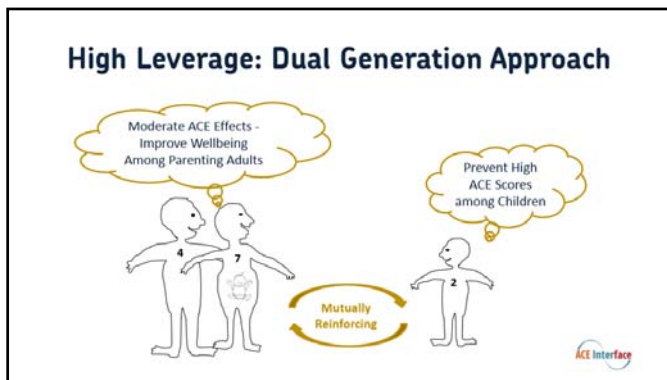 High Leverage: Dual Generation Approach
Moderate ACE Effects -
Improve Wellbeing
Among Parenting Adults
Prevent High
ACE Scores
among Children
4
7
2
Mutually
Reinforcing
ACE Interface